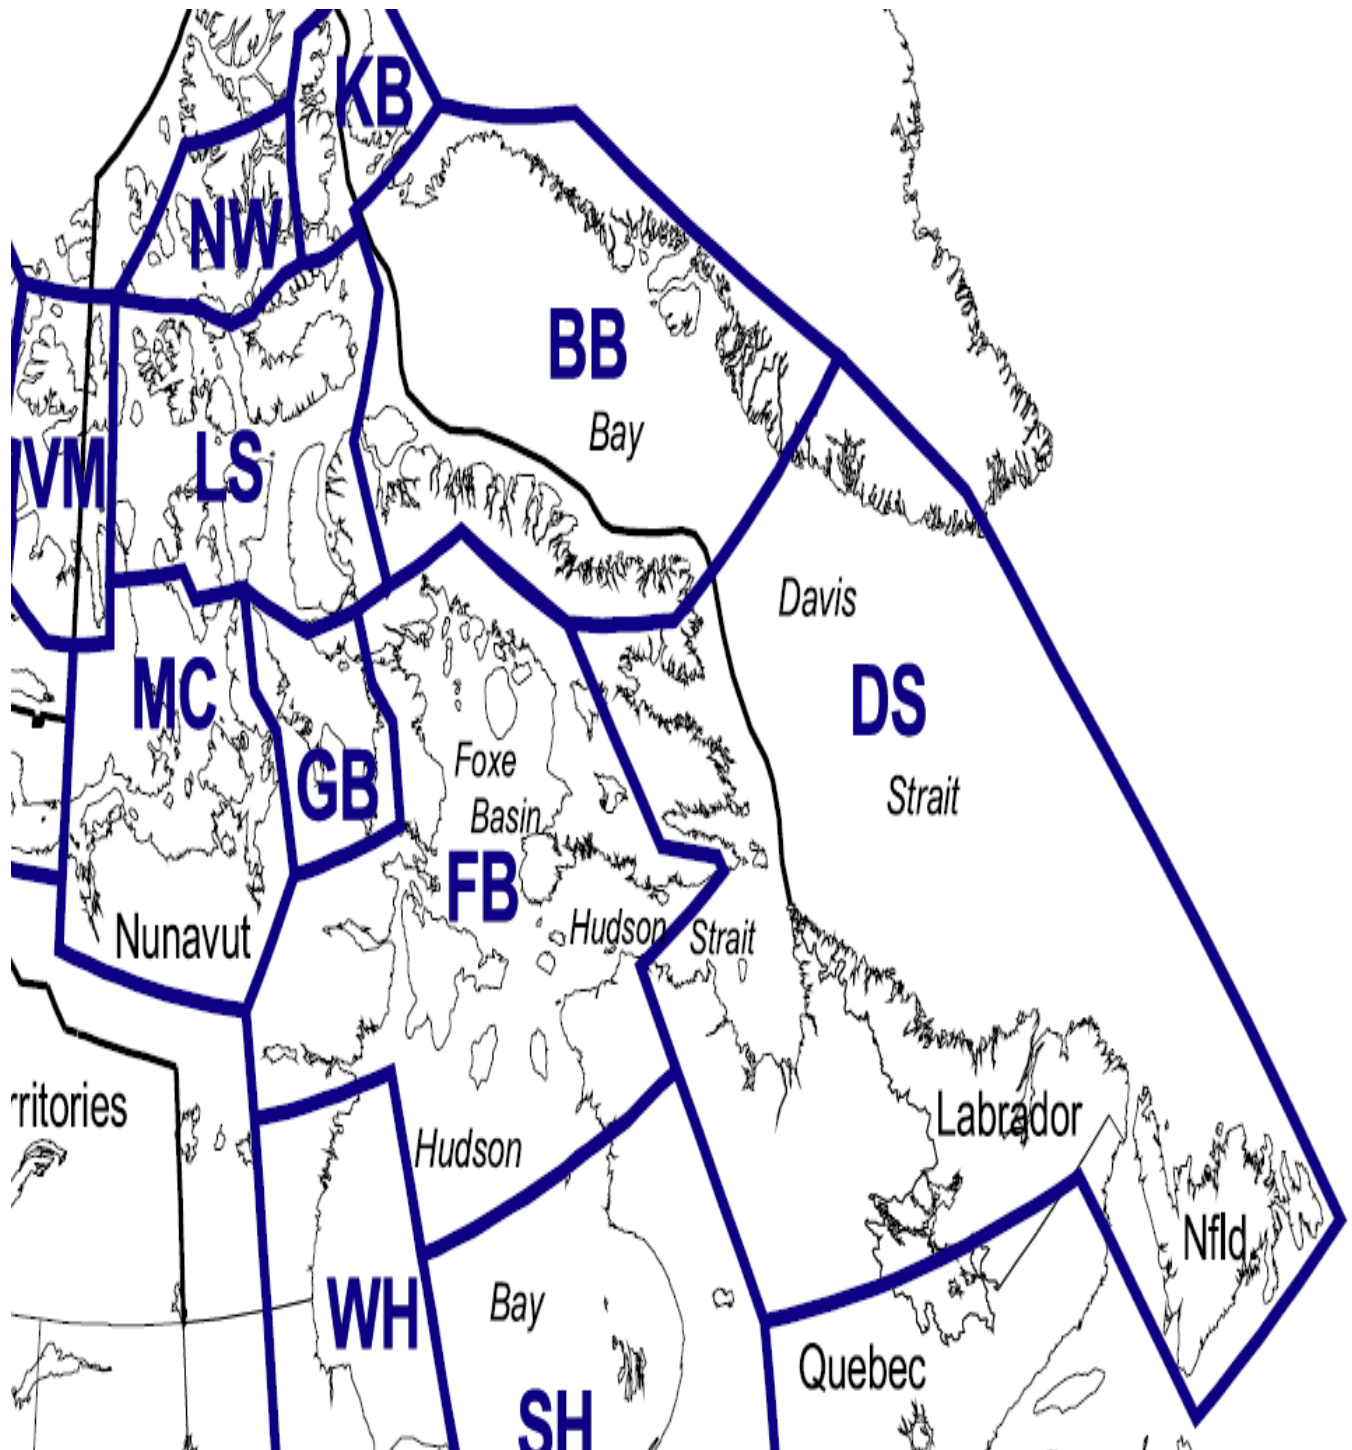 KB
NW
BB
Bay
LS
VM
Davis
MC
DS
Foxe
GB
Strait
Basin
FB
Hudson Strait
Nunavut
rritories
Labrador
Hudson
Nfld
WH
Bay
Quebec
SH